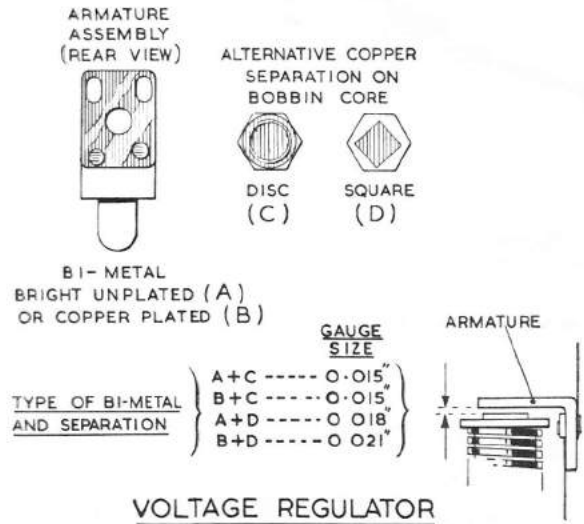 ARMATURE
ASSEMBLY
(REAR VIEW)
ALTERNATIVE COPPER
SEPARATION ON
BOBBIN CORE
DISC
(C)
SQUARE
(D)
BI-METAL
BRIGHT UNPLATED (A)
OR COPPER PLATED (B)
GAUGE
SIZE
ARMATURE
TYPE OF BI-METAL
AND SEPARATION
A+C ----- 0.015"
B+C ----- 0.015"
A+D ----- 0 018"
B+D ----- 0 021"
VOLTAGE REGULATOR